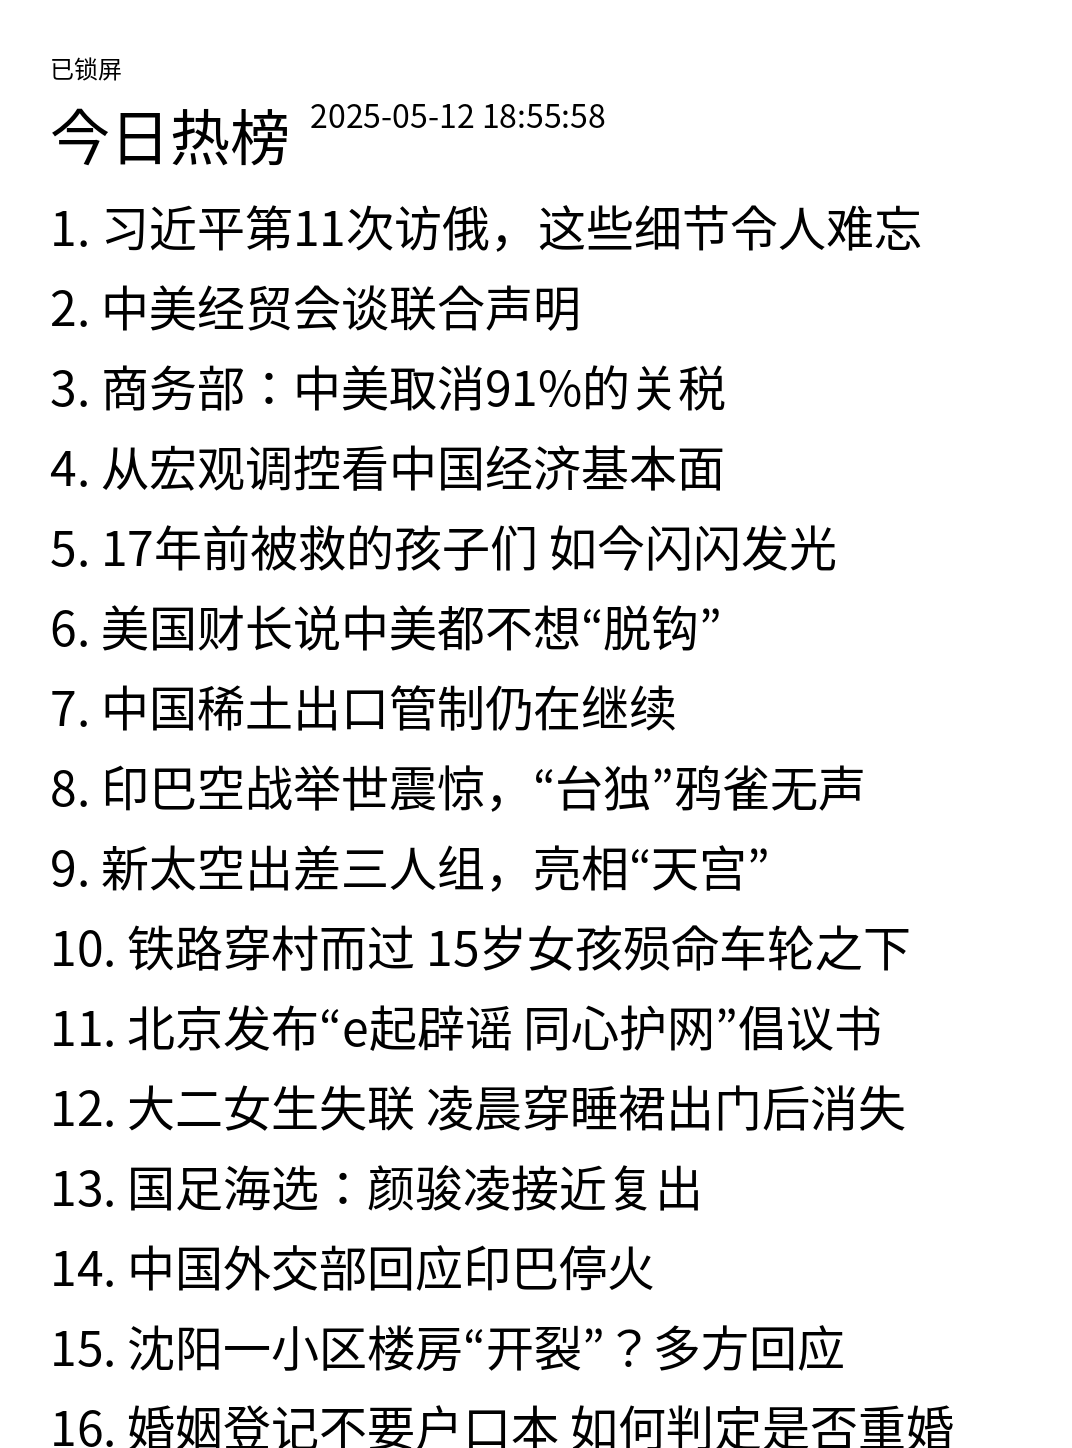 已锁屏
今日热榜 2025-05-12 18:55:58
1. 习近平第11次访俄，这些细节令人难忘
2. 中美经贸会谈联合声明
3. 商务部：中美取消91%的关税
4. 从宏观调控看中国经济基本面
5. 17年前被救的孩子们 如今闪闪发光
6. 美国财长说中美都不想“脱钩”
7. 中国稀土出口管制仍在继续
8. 印巴空战举世震惊，“台独”鸦雀无声
9. 新太空出差三人组，亮相“天宫”
10. 铁路穿村而过 15岁女孩殒命车轮之下
11. 北京发布“e起辟谣 同心护网”倡议书
12. 大二女生失联 凌晨穿睡裙出门后消失
13. 国足海选：颜骏凌接近复出
14. 中国外交部回应印巴停火
15. 沈阳一小区楼房“开裂”？多方回应
16. 婚姻登记不要户口本 如何判定是否重婚